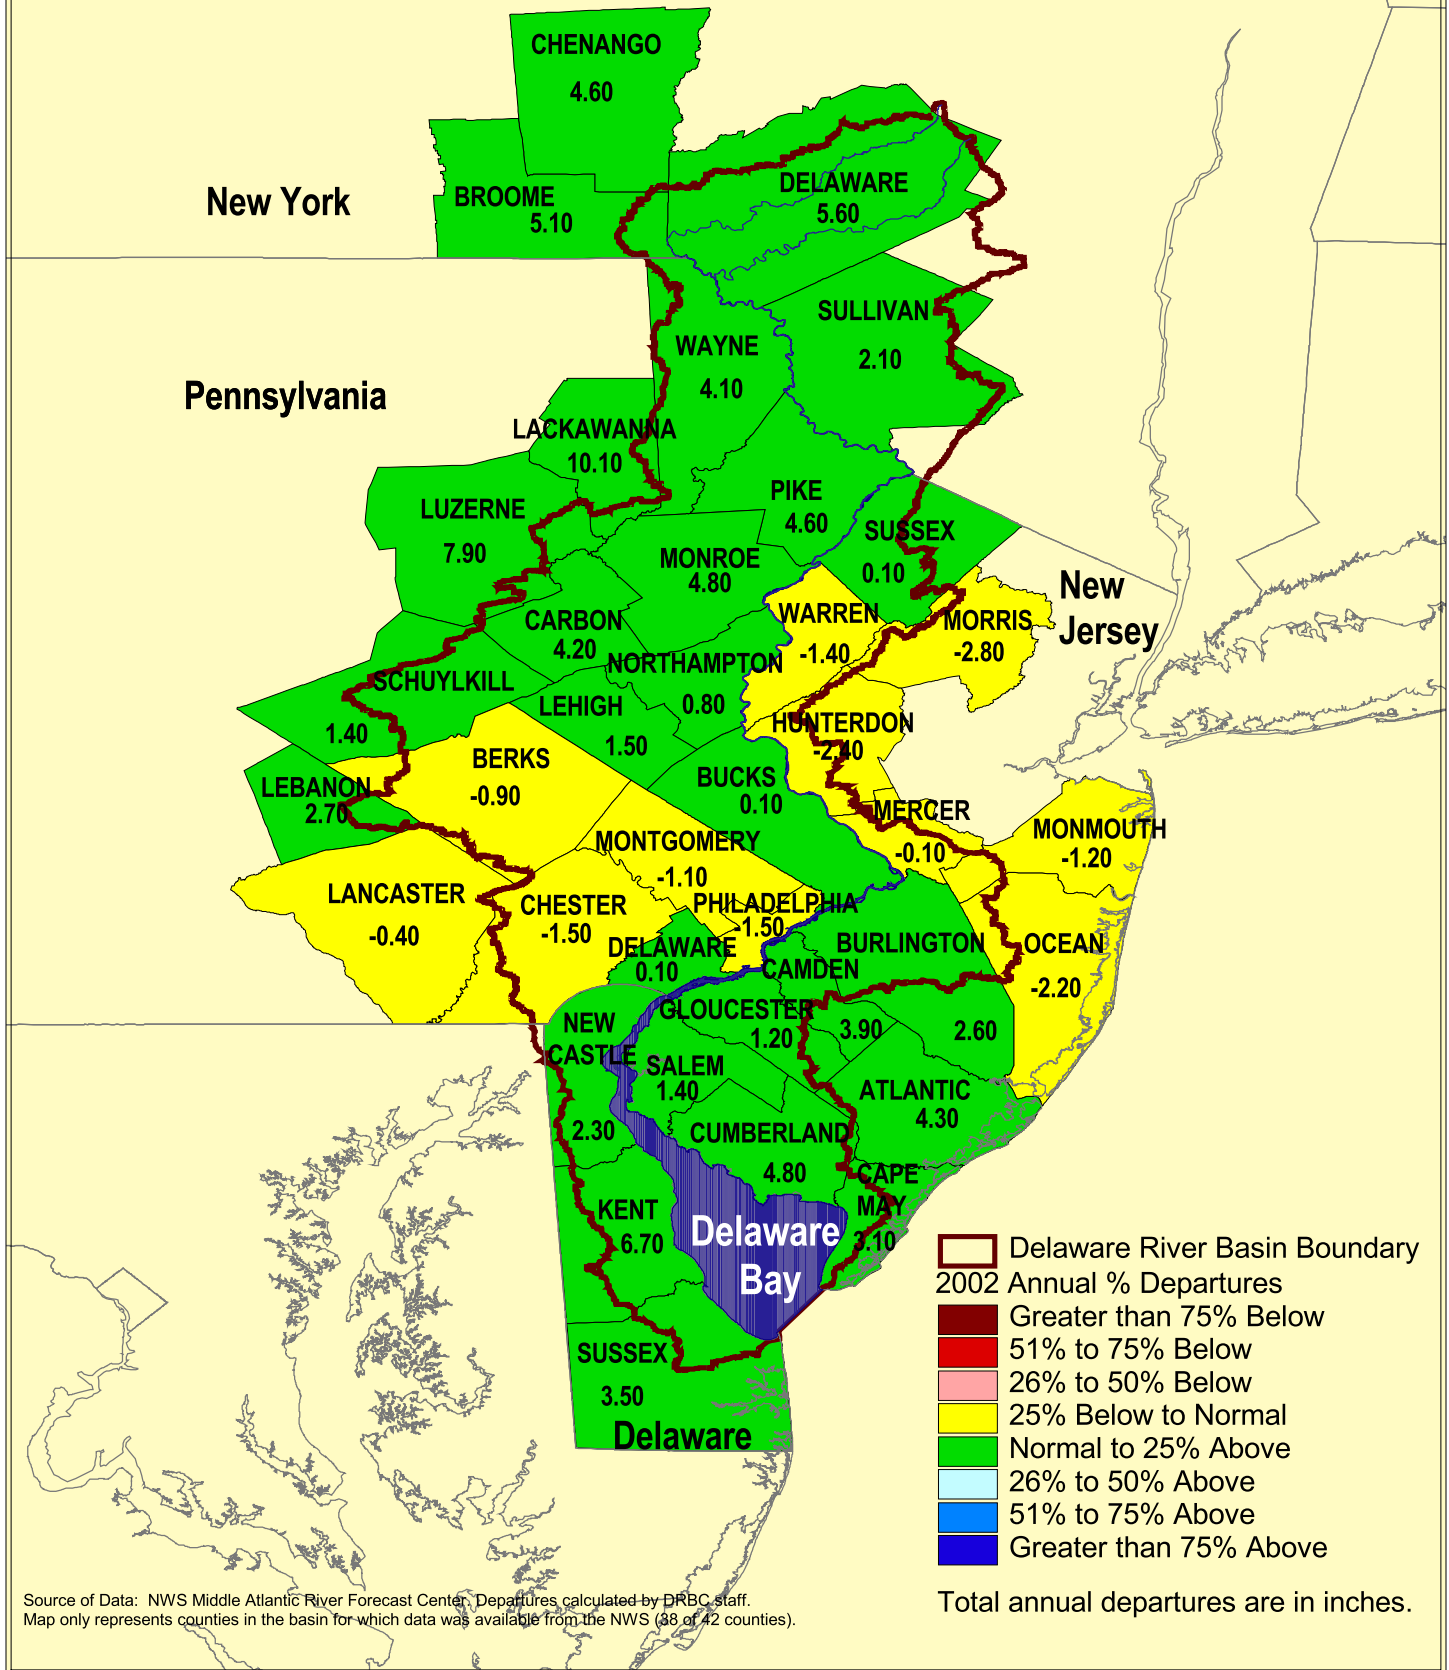 CHENANGO
4.60
New York
BROOME
5.10
DELAWARE
5.60
SULLIVAN
2.10
WAYNE
4.10
Pennsylvania
LACKAWANNA
10.10
LUZERNE
7.90
PIKE
4.60
SUSSEX
0.10
MONROE
4.80
New
Jersey
WARREN
-1.40
MORRIS
-2.80
CARBON
4.20
NORTHAMPTON
0.80
SCHUYLKILL
1.40
LEHIGH
1.50
HUNTERDON
-2.40
BERKS
-0.90
BUCKS
0.10
LEBANON
2.70
MERCER
-0.10
MONMOUTH
-1.20
MONTGOMERY
-1.10
LANCASTER
-0.40
CHESTER
-1.50
PHILADELPHIA
-1.50
DELAWARE
0.10
BURLINGTON
OCEAN
-2.20
CAMDEN
GLOUCESTER
1.20
3.90
2.60
NEW
CASTLE
2.30
SALEM
1.40
ATLANTIC
4.30
CUMBERLAND
4.80
CAPE
MAY
3.10
KENT
6.70
Delaware
Bay
SUSSEX
3.50
Delaware
Delaware River Basin Boundary
2002 Annual % Departures
Greater than 75% Below
51% to 75% Below
26% to 50% Below
25% Below to Normal
Normal to 25% Above
26% to 50% Above
51% to 75% Above
Greater than 75% Above
Total annual departures are in inches.
Source of Data:  NWS Middle Atlantic River Forecast Center. Departures calculated by DRBC staff.
Map only represents counties in the basin for which data was available from the NWS (38 of 42 counties).